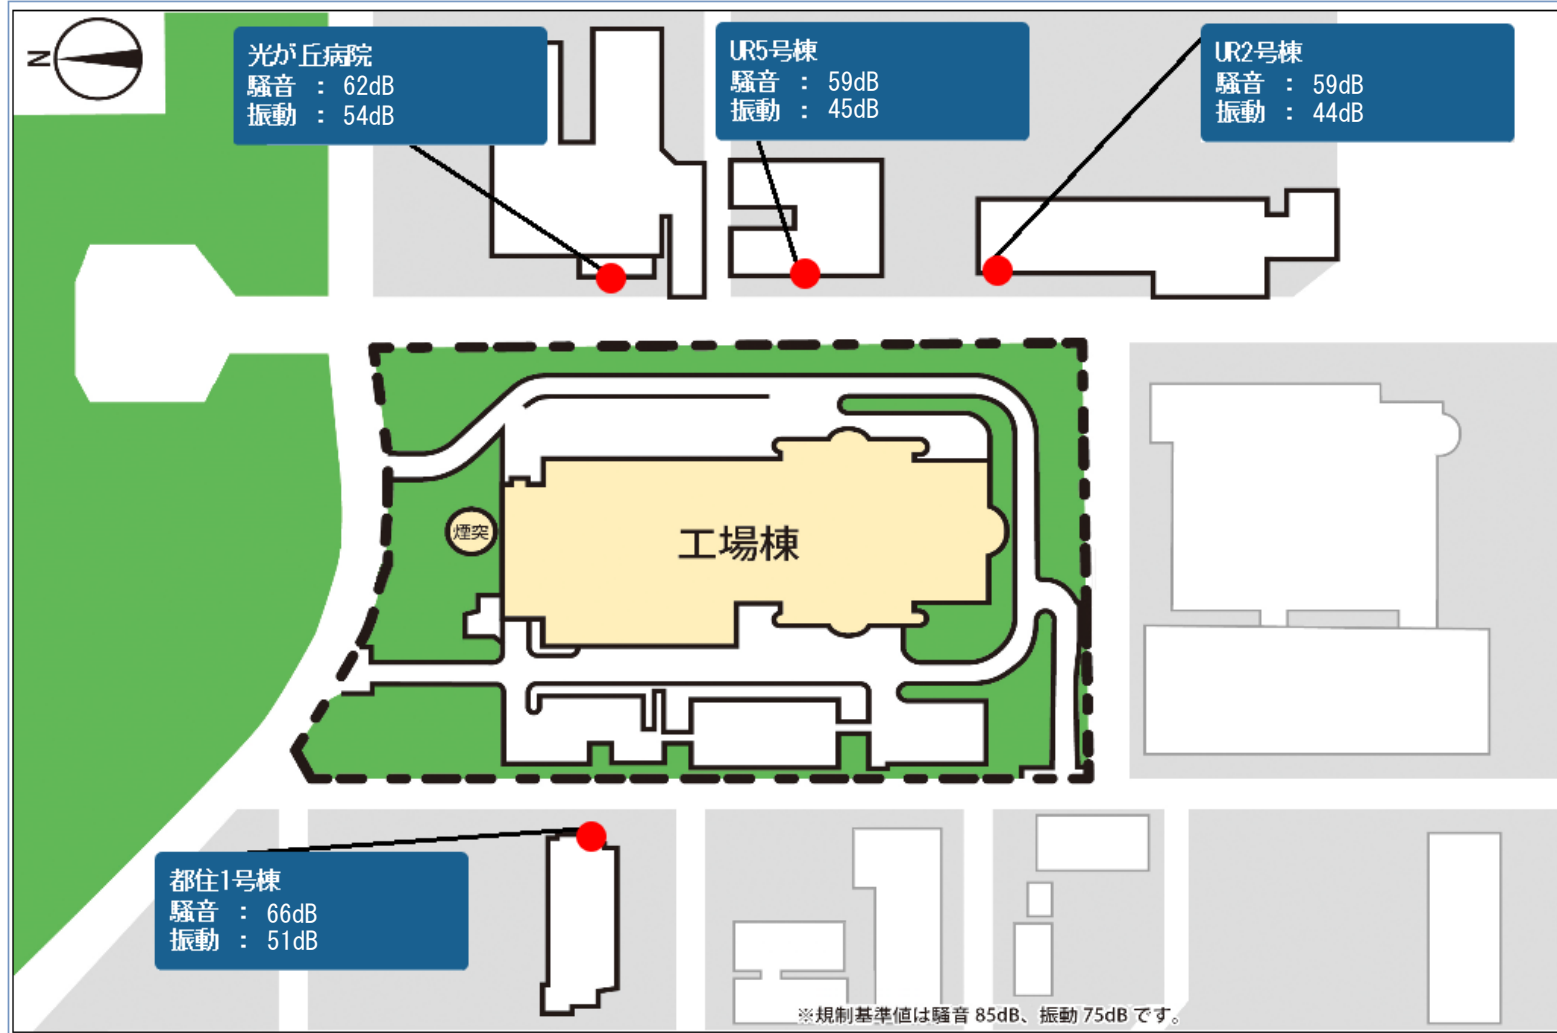 N
光が丘病院
騒音 : 62dB
振動 : 54dB
UR5号棟
騒音 : 59dB
振動 : 45dB
UR2号棟
騒音 : 59dB
振動 : 44dB
煙突
工場棟
都住1号棟
騒音 : 66dB
振動 : 51dB
※規制基準値は騒音 85dB、振動 75dB です。